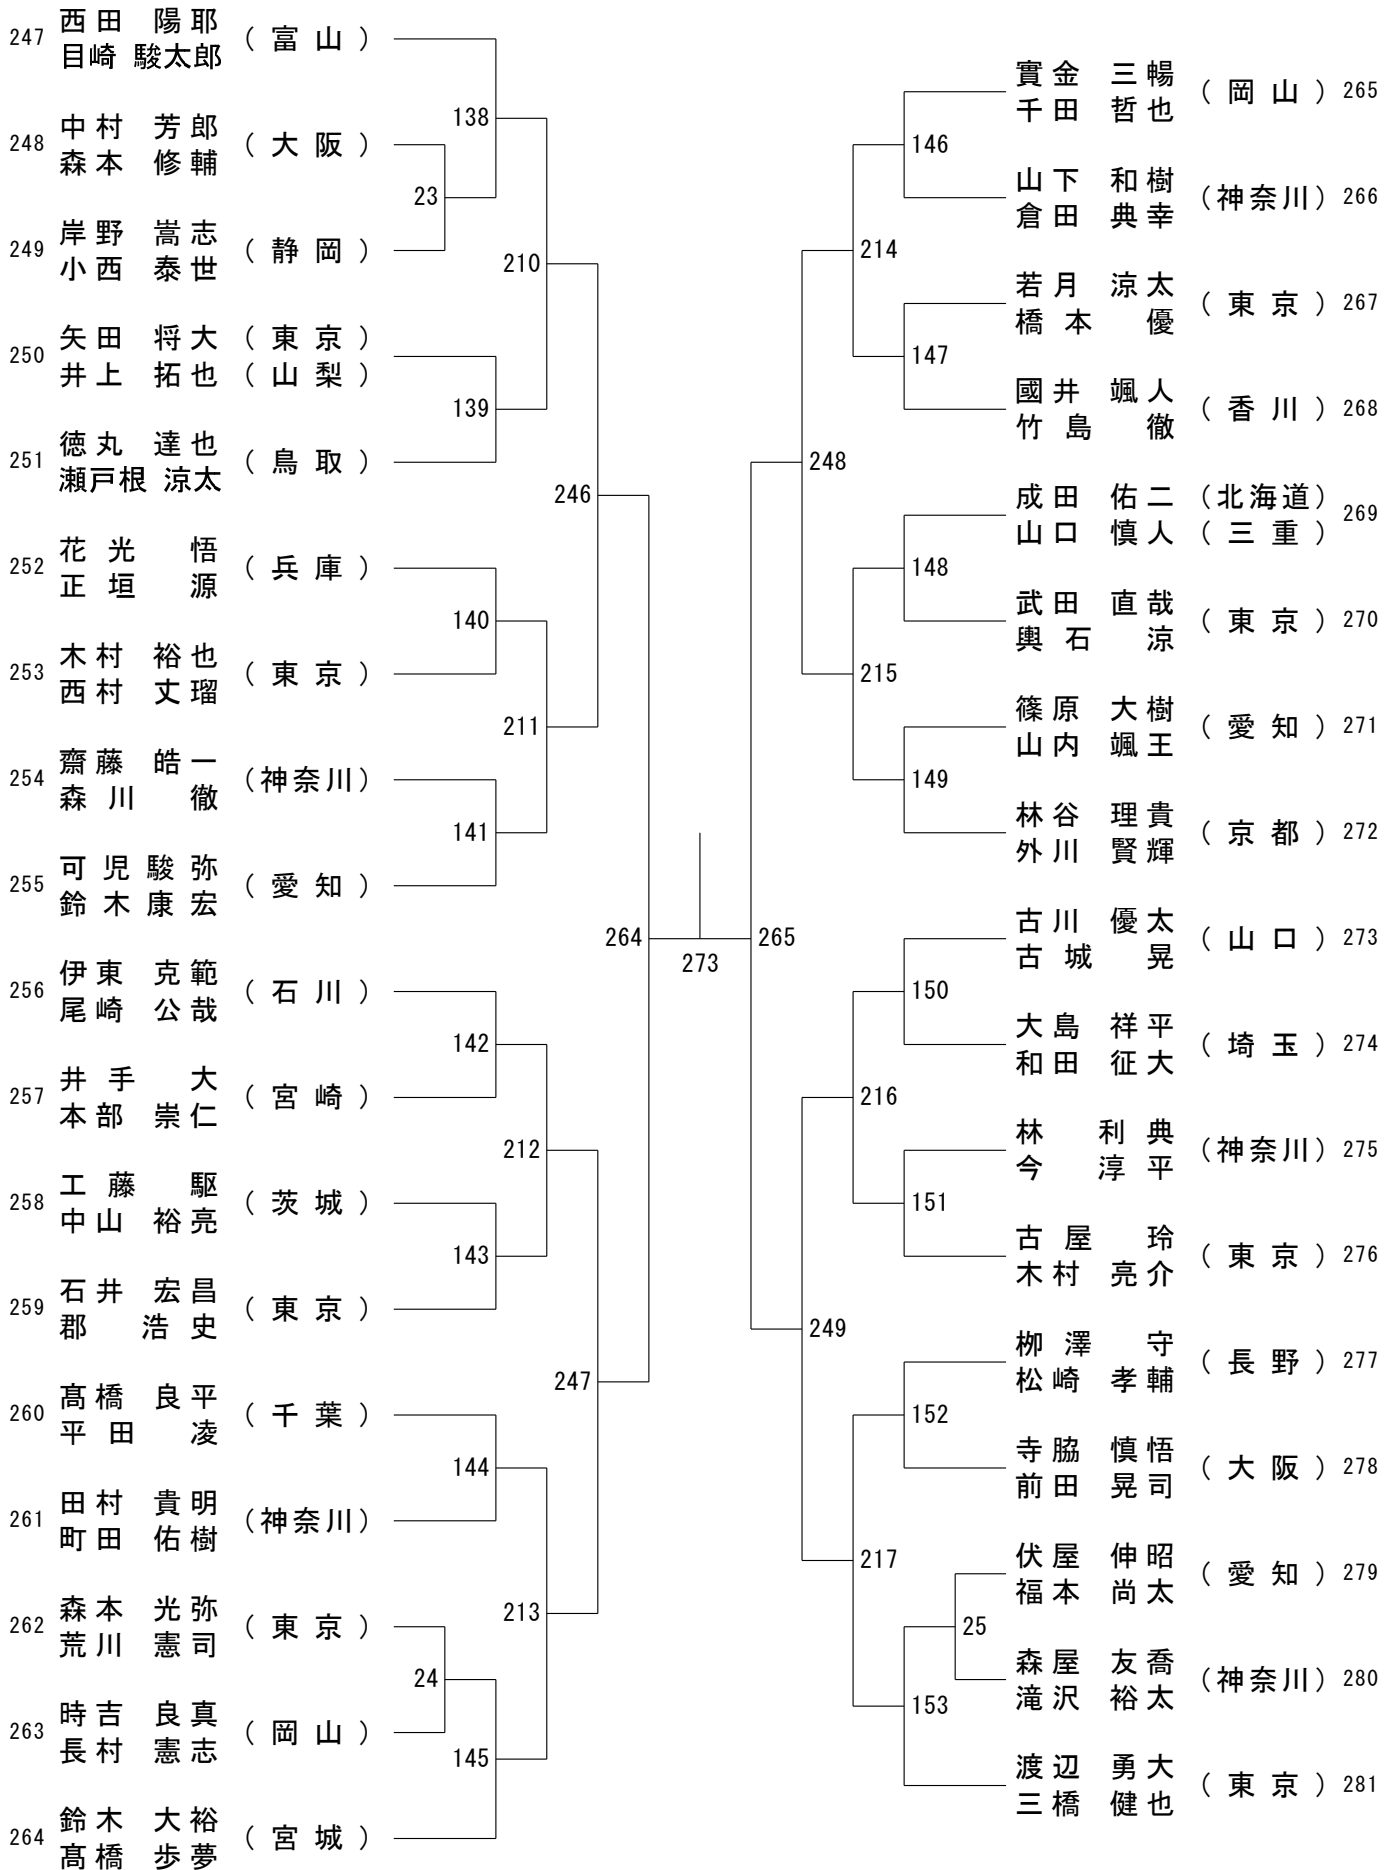 247 西田 陽耶 (富山)
目崎 駿太郎
248 中村 芳郎 (大阪)
森本 修輔
249 岸野 嵩志 (静岡)
小西 泰世
250 矢田 将大 (東京)
井上 拓也 (山梨)
251 徳丸 達也 (鳥取)
瀬戸根 涼太
252 花光 悟 (兵庫)
正垣 源
253 木村 裕也 (東京)
西村 丈瑠
254 齋藤 皓一 (神奈川)
森川 徹
255 可児 駿弥 (愛知)
鈴木 康宏
256 伊東 克範 (石川)
尾崎 公哉
257 井手 大 (宮崎)
本部 崇仁
258 工藤 駆 (茨城)
中山 裕亮
259 石井 宏昌 (東京)
郡 浩史
260 髙橋 良平 (千葉)
平田 凌
261 田村 貴明 (神奈川)
町田 佑樹
262 森本 光弥 (東京)
荒川 憲司
263 時吉 良真 (岡山)
長村 憲志
264 鈴木 大裕 (宮城)
髙橋 歩夢
23
24
138
139
140
141
142
143
144
145
210
211
212
213
246
247
264
273
265
248
249
214
215
216
217
146
147
148
149
150
151
152
153
25
實金 三暢 (岡山) 265
千田 哲也
山下 和樹 (神奈川) 266
倉田 典幸
若月 涼太 (東京) 267
橋本 優
國井 颯人 (香川) 268
竹島 徹
成田 佑二 (北海道) 269
山口 慎人 (三重)
武田 直哉 (東京) 270
輿石 涼
篠原 大樹 (愛知) 271
山内 颯王
林谷 理貴 (京都) 272
外川 賢輝
古川 優太 (山口) 273
古城 晃
大島 祥平 (埼玉) 274
和田 征大
林 利典 (神奈川) 275
今 淳平
古屋 玲 (東京) 276
木村 亮介
栁澤 守 (長野) 277
松崎 孝輔
寺脇 慎悟 (大阪) 278
前田 晃司
伏屋 伸昭 (愛知) 279
福本 尚太
森屋 友喬 (神奈川) 280
滝沢 裕太
渡辺 勇大 (東京) 281
三橋 健也